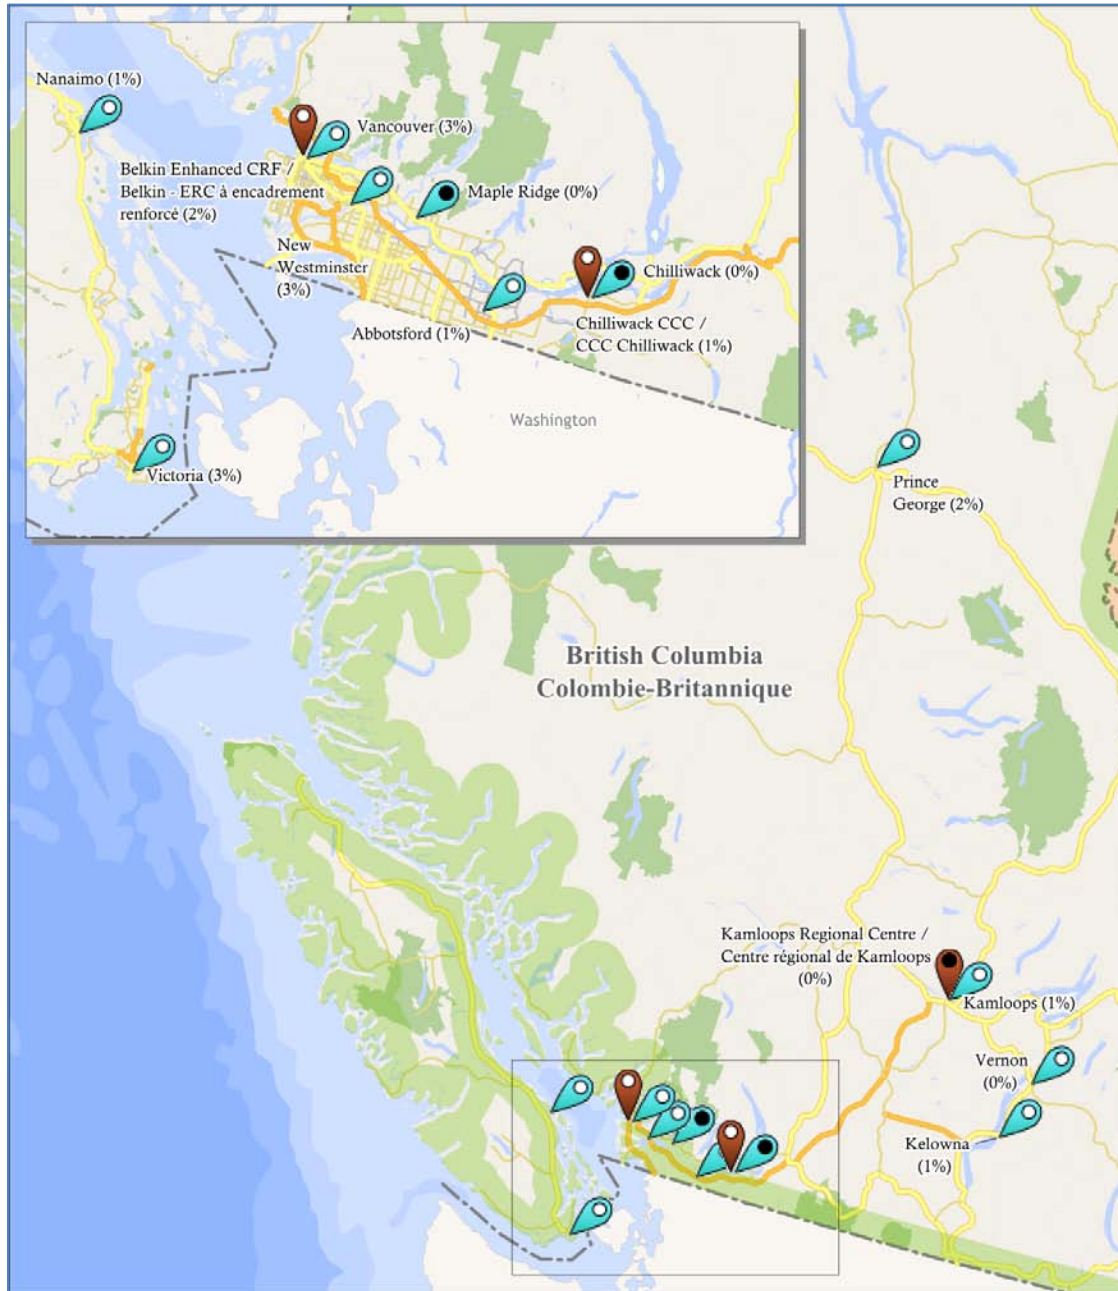 Nanaimo (1%)
Vancouver (3%)
Belkin Enhanced CRF /
Belkin - ERC à encadrement
renforcé (2%)
Maple Ridge (0%)
New
Westminster
(3%)
Chilliwack (0%)
Abbotsford (1%)
Chilliwack CCC /
CCC Chilliwack (1%)
Washington
Victoria (3%)
Prince
George (2%)
British Columbia
Colombie-Britannique
Kamloops Regional Centre /
Centre régional de Kamloops
(0%)
Kamloops (1%)
Vernon
(0%)
Kelowna
(1%)